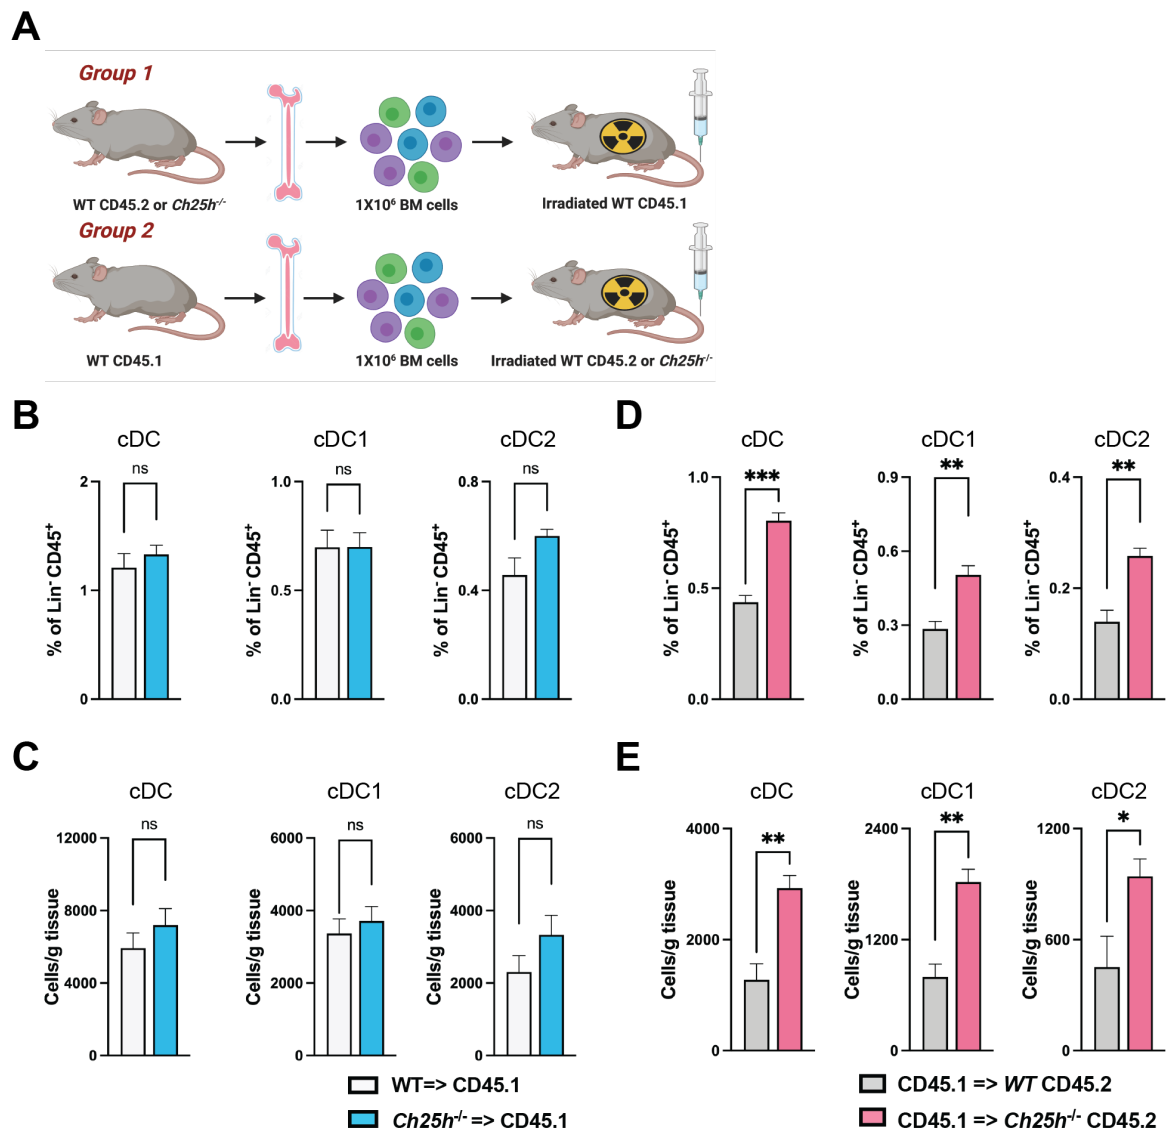 A
Group 1
WT CD45.2 or Ch25h-/-
1X10⁶ BM cells
Irradiated WT CD45.1
Group 2
WT CD45.1
1X10⁶ BM cells
Irradiated WT CD45.2 or Ch25h-/-
B
cDC
cDC1
cDC2
% of Lin⁻ CD45⁺
2
1
0
ns
% of Lin⁻ CD45⁺
1.0
0.5
0.0
ns
% of Lin⁻ CD45⁺
0.8
0.4
0.0
ns
D
cDC
cDC1
cDC2
% of Lin⁻ CD45⁺
1.0
0.5
0.0
***
% of Lin⁻ CD45⁺
0.9
0.6
0.3
0.0
**
% of Lin⁻ CD45⁺
0.4
0.2
0.0
**
C
cDC
cDC1
cDC2
Cells/g tissue
12000
8000
4000
0
ns
Cells/g tissue
6000
4000
2000
0
ns
Cells/g tissue
6000
4000
2000
0
ns
WT=> CD45.1
Ch25h-/- => CD45.1
E
cDC
cDC1
cDC2
Cells/g tissue
4000
2000
0
**
Cells/g tissue
2400
1200
0
**
Cells/g tissue
1200
600
0
*
CD45.1 => WT CD45.2
CD45.1 => Ch25h-/- CD45.2